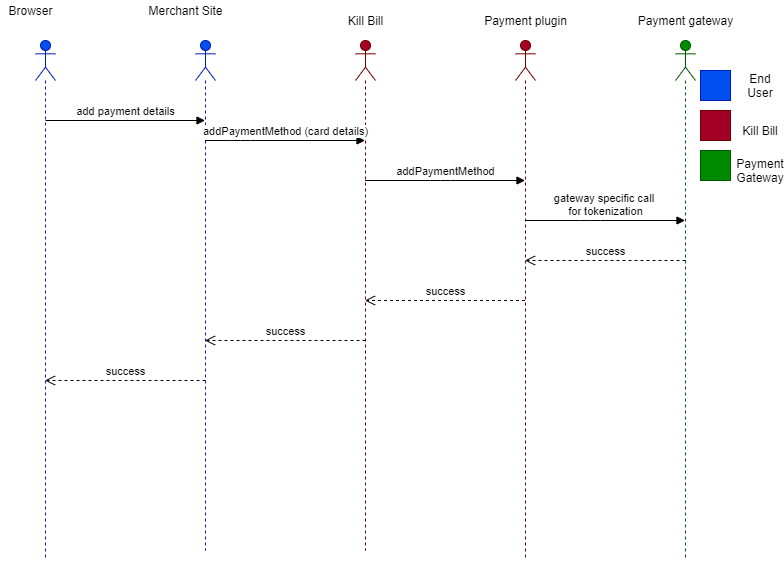 Browser
Merchant Site
Kill Bill
Payment plugin
Payment gateway
End
User
Kill Bill
Payment
Gateway
add payment details
addPaymentMethod (card details)
addPaymentMethod
gateway specific call
for tokenization
success
success
success
success